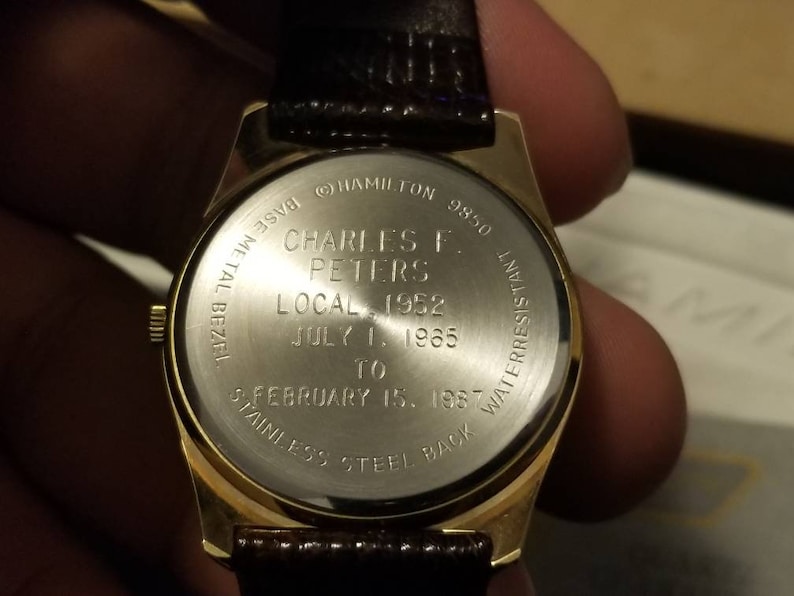 ©HAMILTON 9850 WATERRESISTANT
STAINLESS STEEL BACK
BASE METAL BEZEL
CHARLES F.
PETERS
LOCAL 1952
JULY 1, 1965
TO
FEBRUARY 15, 1987